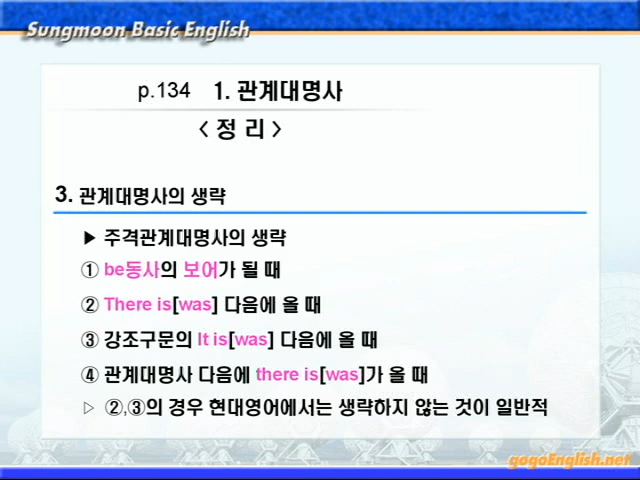 Sungmoon Basic English
p.134 1. 관계대명사
< 정 리 >
3. 관계대명사의 생략
▶ 주격관계대명사의 생략
① be동사의 보어가 될 때
② There is[was] 다음에 올 때
③ 강조구문의 It is[was] 다음에 올 때
④ 관계대명사 다음에 there is[was]가 올 때
▷ ②,③의 경우 현대영어에서는 생략하지 않는 것이 일반적
gogoEnglish.net